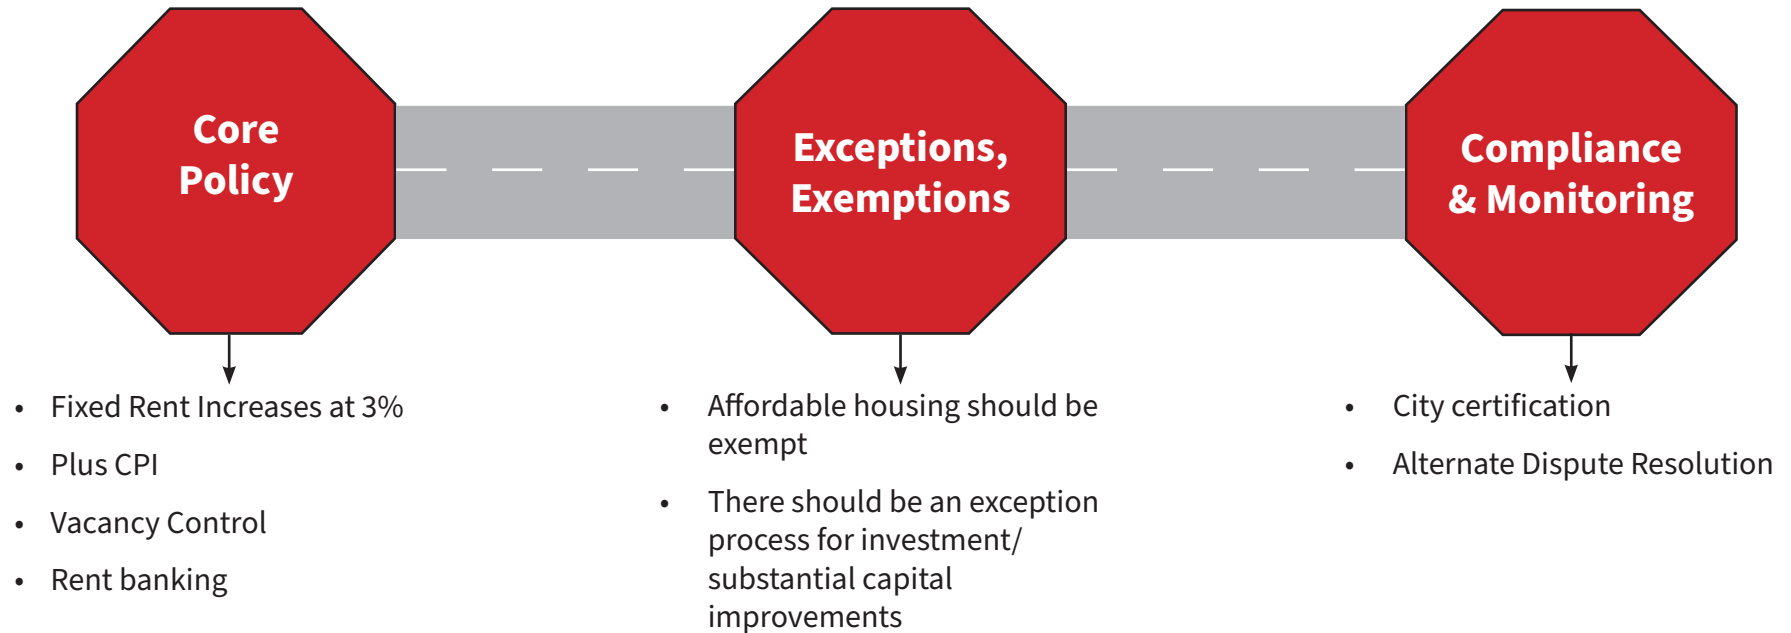 Core
Policy
• Fixed Rent Increases at 3%
• Plus CPI
• Vacancy Control
• Rent banking
Exceptions,
Exemptions
• Affordable housing should be
exempt
• There should be an exception
process for investment/
substantial capital
improvements
Compliance
& Monitoring
• City certification
• Alternate Dispute Resolution